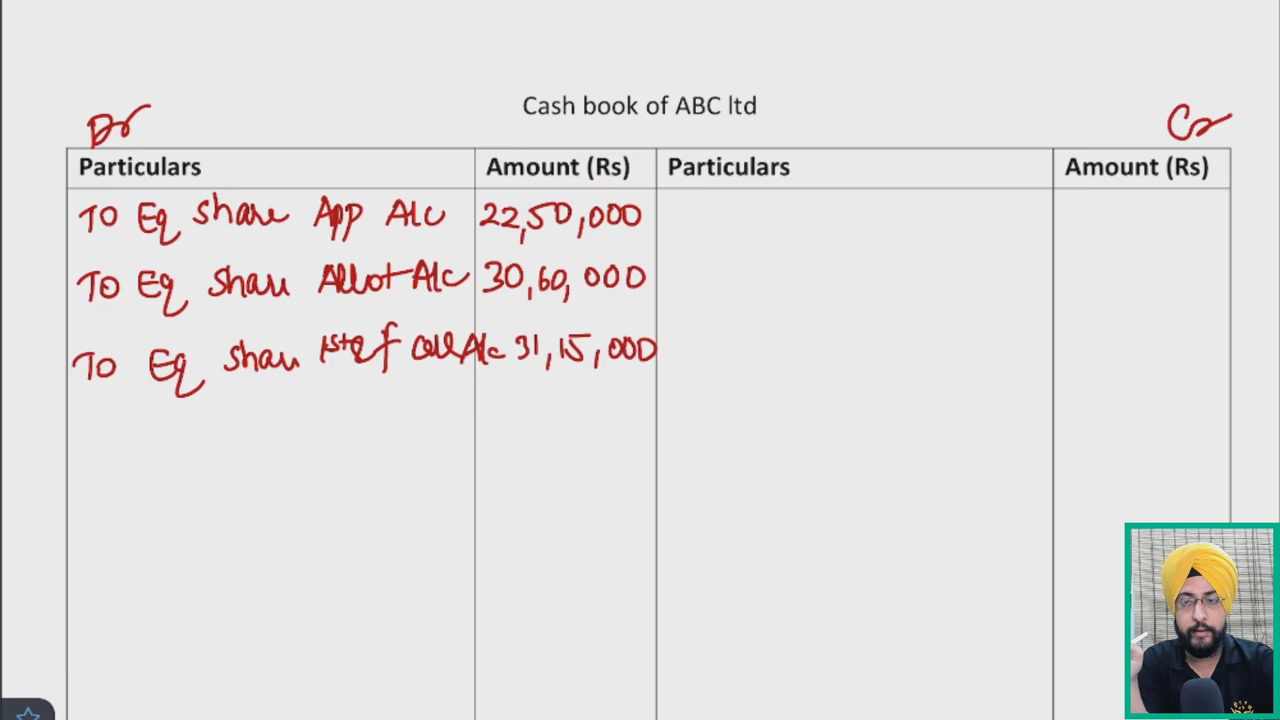 Cash book of ABC ltd
Dr Cr
Particulars Amount (Rs) Particulars Amount (Rs)
To Eq Share App A/c 22,50,000
To Eq Share Allot A/c 30,60,000
To Eq Share 1st & f Call A/c 31,15,000